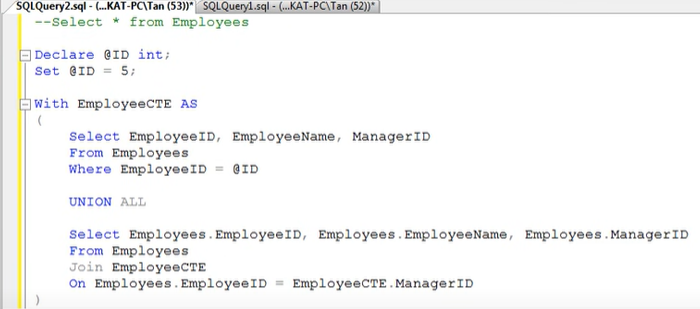 SQLQuery2.sql - (...KAT-PC\Tan (53))* SQLQuery1.sql - (...KAT-PC\Tan (52))*
--Select * from Employees
Declare @ID int;
Set @ID = 5;
With EmployeeCTE AS
(
Select EmployeeID, EmployeeName, ManagerID
From Employees
Where EmployeeID = @ID
UNION ALL
Select Employees.EmployeeID, Employees.EmployeeName, Employees.ManagerID
From Employees
Join EmployeeCTE
On Employees.EmployeeID = EmployeeCTE.ManagerID
)